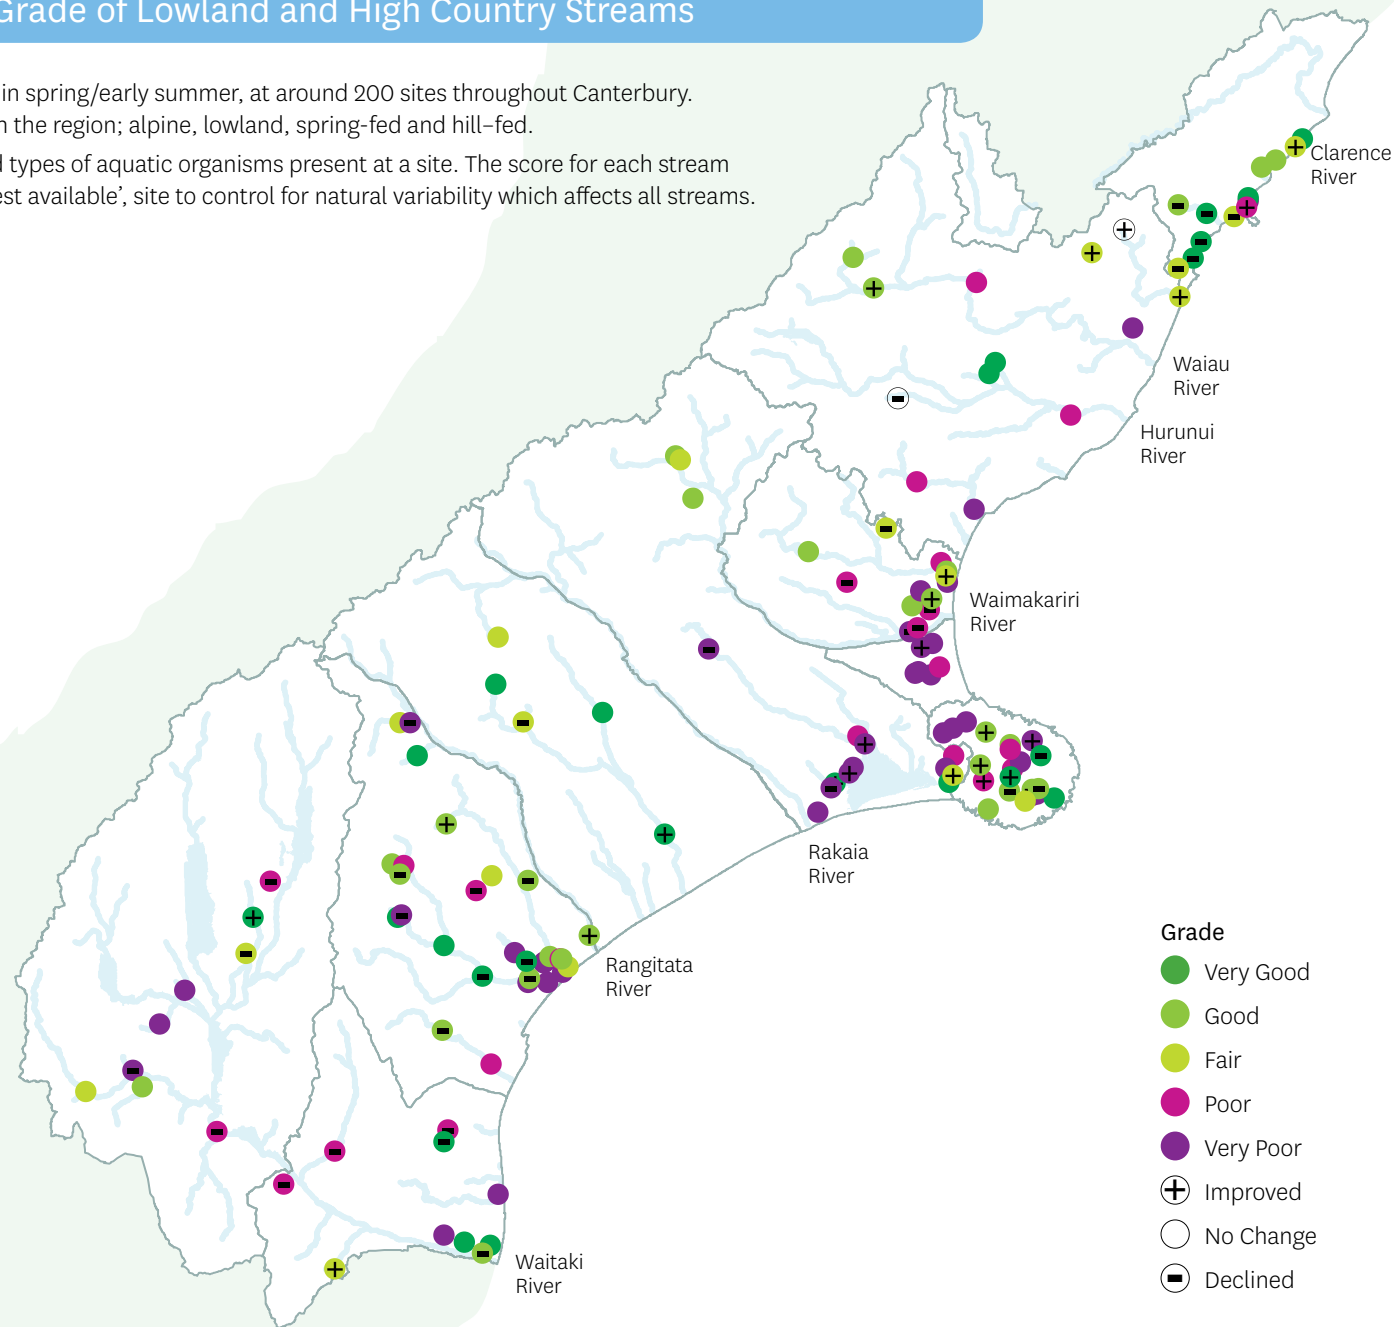 Grade of Lowland and High Country Streams
in spring/early summer, at around 200 sites throughout Canterbury.
the region; alpine, lowland, spring-fed and hill-fed.
types of aquatic organisms present at a site. The score for each stream
available’, site to control for natural variability which affects all streams.
Clarence
River
Waiau
River
Hurunui
River
Waimakariri
River
Rakaia
River
Rangitata
River
Waitaki
River
Grade
Very Good
Good
Fair
Poor
Very Poor
Improved
No Change
Declined